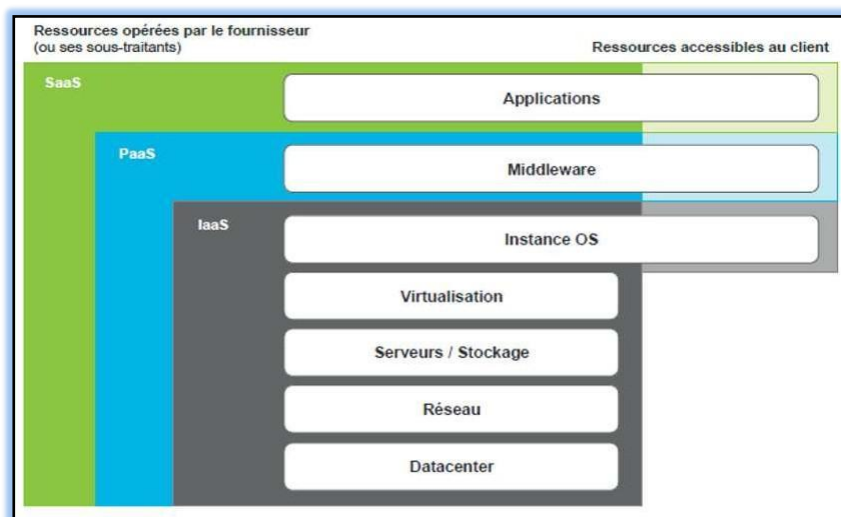 Ressources opérées par le fournisseur
(ou ses sous-traitants)
Ressources accessibles au client
SaaS
Applications
PaaS
Middleware
IaaS
Instance OS
Virtualisation
Serveurs / Stockage
Réseau
Datacenter